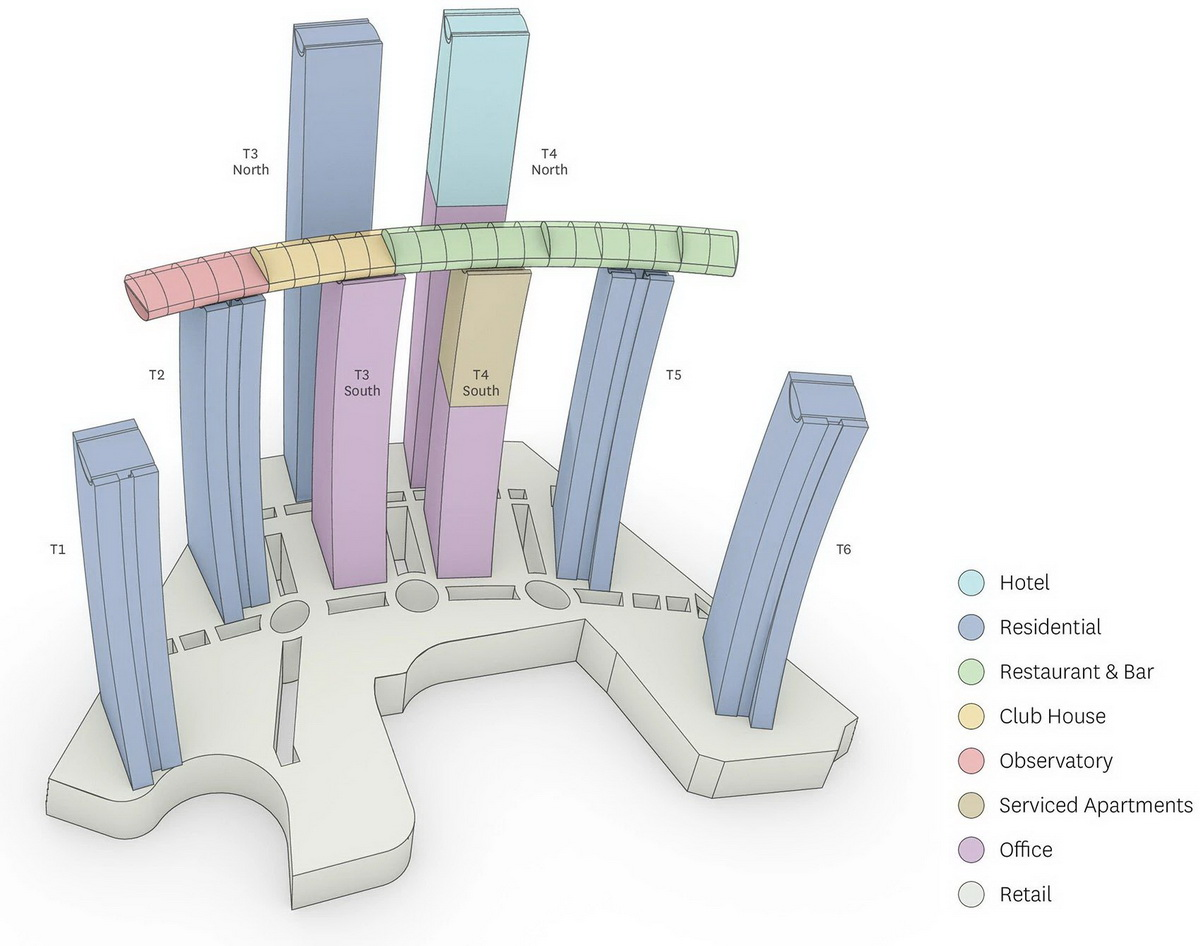 T3
North
T4
North
T2
T3
South
T4
South
T5
T1
T6
Hotel
Residential
Restaurant & Bar
Club House
Observatory
Serviced Apartments
Office
Retail